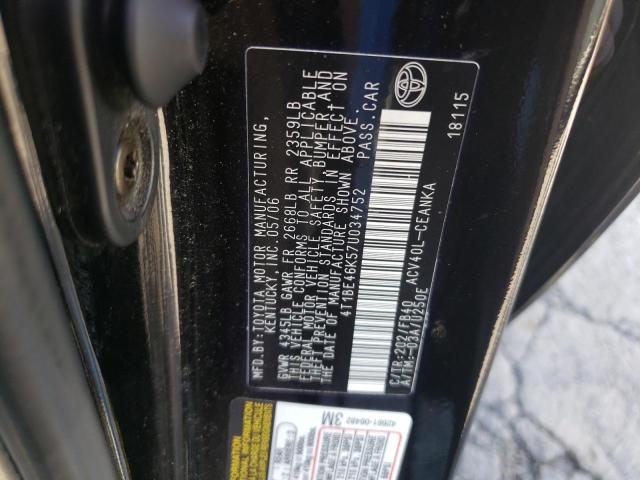 MFD.BY: TOYOTA MOTOR MANUFACTURING,
KENTUCKY, INC. 05/06
GVWR 4345LB GAWR FR 2668LB RR 2359LB
THIS VEHICLE CONFORMS TO ALL APPLICABLE
FEDERAL MOTOR VEHICLE SAFETY, BUMPER, AND
THEFT PREVENTION STANDARDS IN EFFECT ON
THE DATE OF MANUFACTURE SHOWN ABOVE.
4T1BE46K57U034752 PASS.CAR
C/TR:202/FB40 ACV40L-CEANKA
A/TM:-03A/U250E
18115
3M
42661-06482